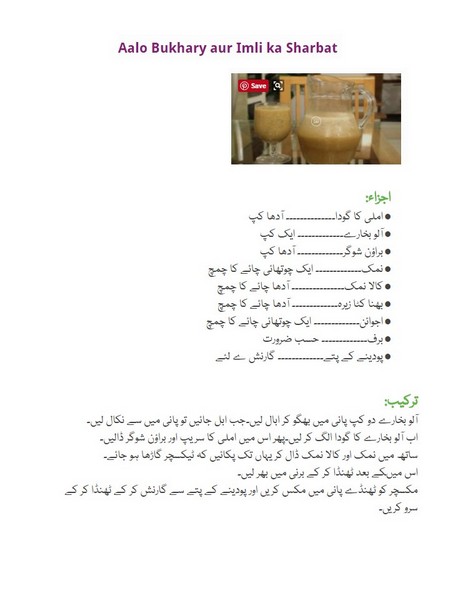 Aalo Bukhary aur Imli ka Sharbat
Save
اجزاء:
● املی کا گودا-------------- آدھا کپ
● آلو بخارے------------- ایک کپ
● براؤن شوگر------------- آدھا کپ
● نمک------------- ایک چوتھائی چائے کا چمچ
● کالا نمک--------------- آدھا چائے کا چمچ
● بھنا کٹا زیرہ------------- آدھا چائے کا چمچ
● اجوائن------------- ایک چوتھائی چائے کا چمچ
● برف------------- حسب ضرورت
● پودینے کے پتے------------- گارنش ے لئے
ترکیب:
آلو بخارے دو کپ پانی میں بھگو کر ابال لیں۔جب ابل جائیں تو پانی میں سے نکال لیں۔
اب آلو بخارے کا گودا الگ کر لیں۔پھر اس میں املی کا سیرپ اور براؤن شوگر ڈالیں۔
ساتھ میں نمک اور کالا نمک ڈال کر یہاں تک پکائیں کہ ٹیکسچر گاڑھا ہو جائے۔
اس میںکے بعد ٹھنڈا کر کے برنی میں بھر لیں۔
مکسچر کو ٹھنڈے پانی میں مکس کریں اور پودینے کے پتے سے گارنش کر کے ٹھنڈا کر کے
سرو کریں۔